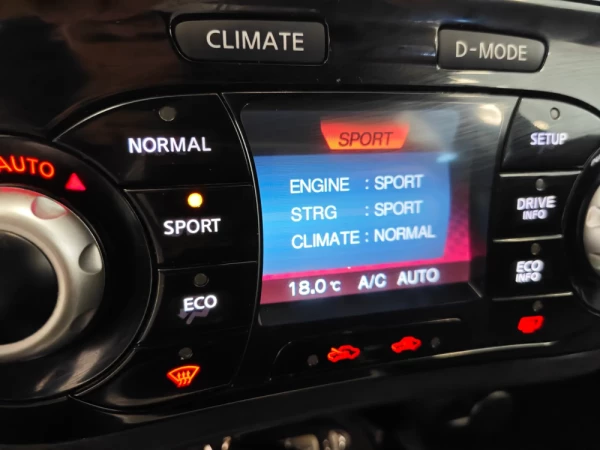 CLIMATE
D-MODE
NORMAL
AUTO
SPORT
ECO
SPORT
ENGINE : SPORT
STRG : SPORT
CLIMATE : NORMAL
18.0 °C A/C AUTO
SETUP
DRIVE
INFO
ECO
INFO